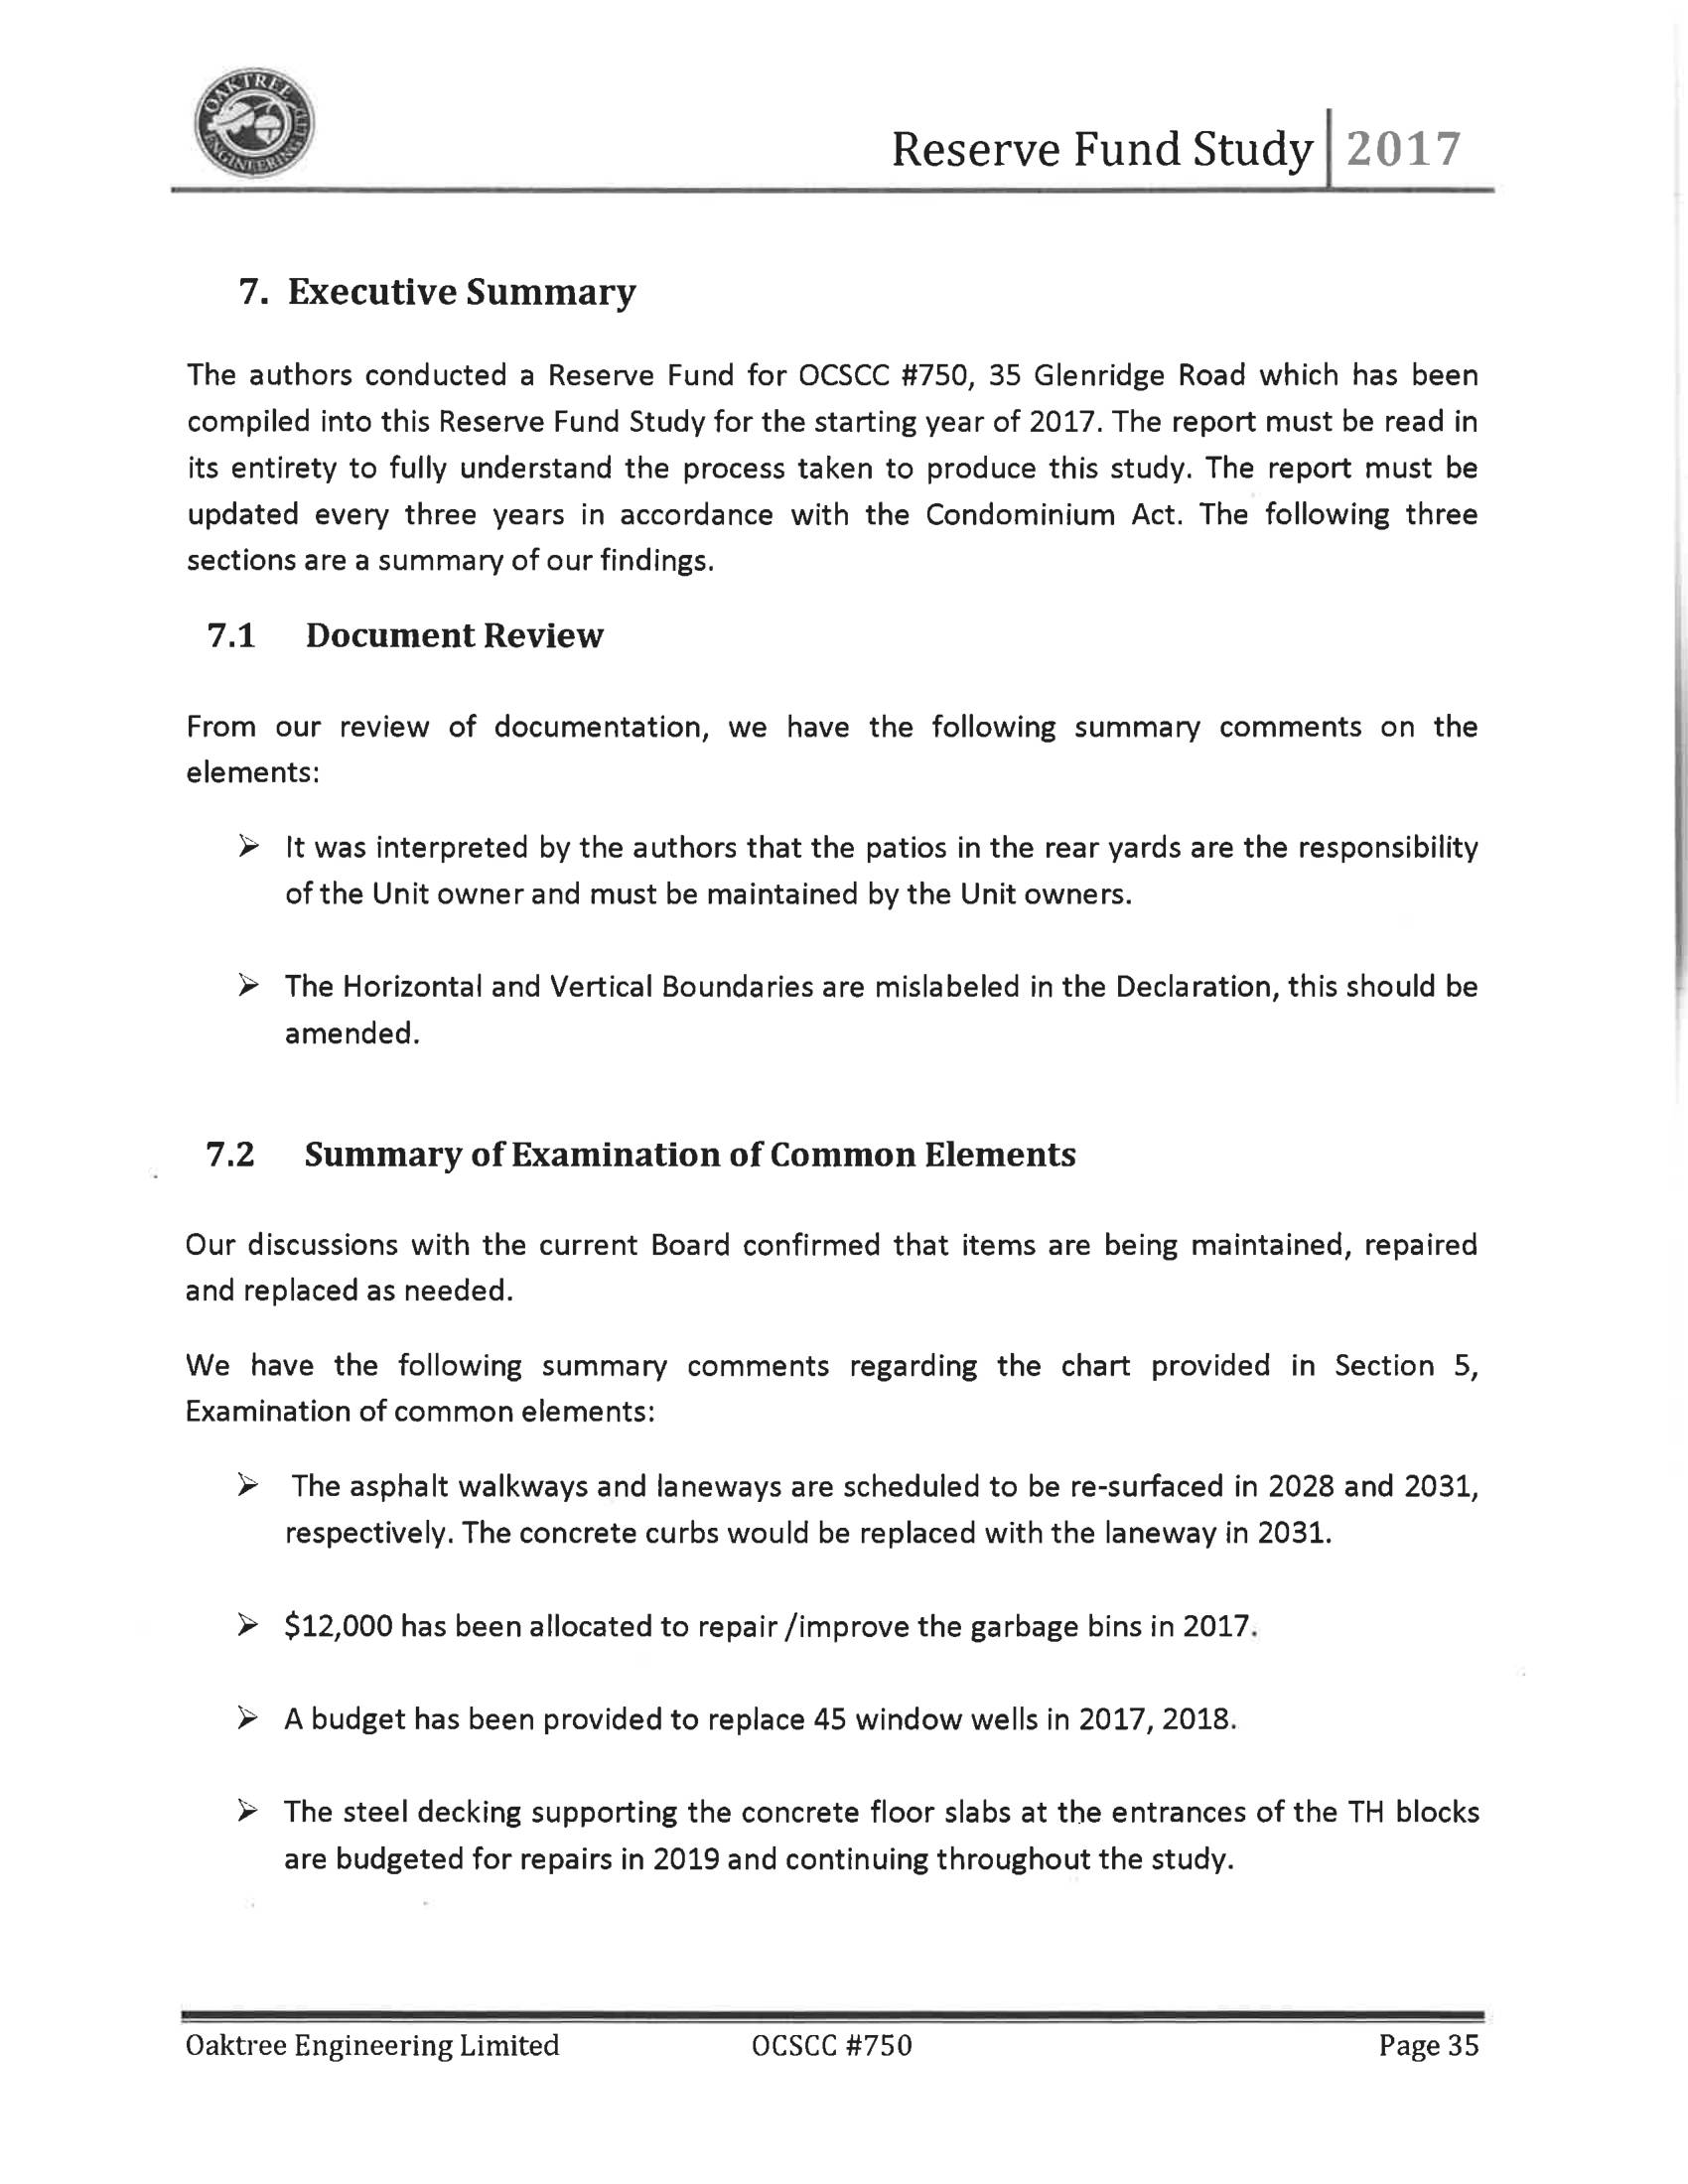 OAKTREE
ENGINEERING LTD
Reserve Fund Study 2017
7. Executive Summary
The authors conducted a Reserve Fund for OCSCC #750, 35 Glenridge Road which has been
compiled into this Reserve Fund Study for the starting year of 2017. The report must be read in
its entirety to fully understand the process taken to produce this study. The report must be
updated every three years in accordance with the Condominium Act. The following three
sections are a summary of our findings.
7.1 Document Review
From our review of documentation, we have the following summary comments on the
elements:
➢ It was interpreted by the authors that the patios in the rear yards are the responsibility
of the Unit owner and must be maintained by the Unit owners.
➢ The Horizontal and Vertical Boundaries are mislabeled in the Declaration, this should be
amended.
7.2 Summary of Examination of Common Elements
Our discussions with the current Board confirmed that items are being maintained, repaired
and replaced as needed.
We have the following summary comments regarding the chart provided in Section 5,
Examination of common elements:
➢ The asphalt walkways and laneways are scheduled to be re-surfaced in 2028 and 2031,
respectively. The concrete curbs would be replaced with the laneway in 2031.
➢ $12,000 has been allocated to repair /improve the garbage bins in 2017.
➢ A budget has been provided to replace 45 window wells in 2017, 2018.
➢ The steel decking supporting the concrete floor slabs at the entrances of the TH blocks
are budgeted for repairs in 2019 and continuing throughout the study.
Oaktree Engineering Limited OCSCC #750 Page 35